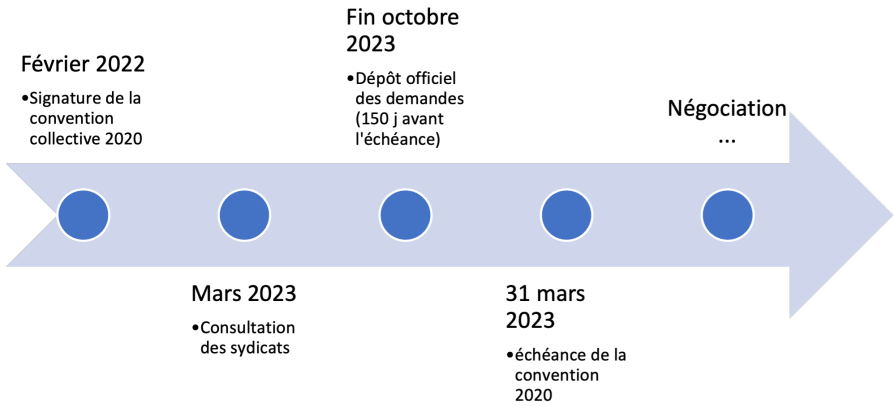 Février 2022
•Signature de la
convention
collective 2020
Mars 2023
•Consultation
des sydicats
Fin octobre
2023
•Dépôt officiel
des demandes
(150 j avant
l'échéance)
31 mars
2023
•échéance de la
convention
2020
Négociation
...